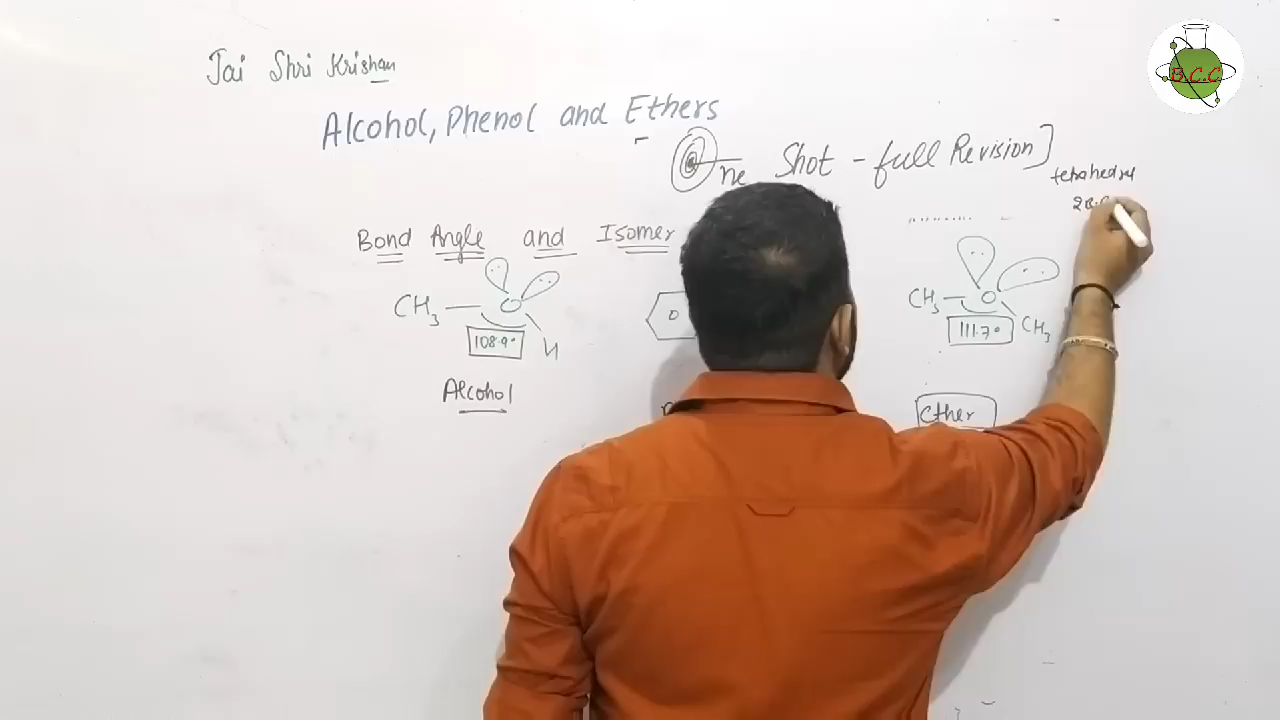 Jai Shri Krishan
B.C.C
Alcohol, Phenol and Ethers
One Shot - full Revision]
Bond Angle and Isomer
CH3 O H
108.9°
Alcohol
CH3 O CH3
111.7°
Ether